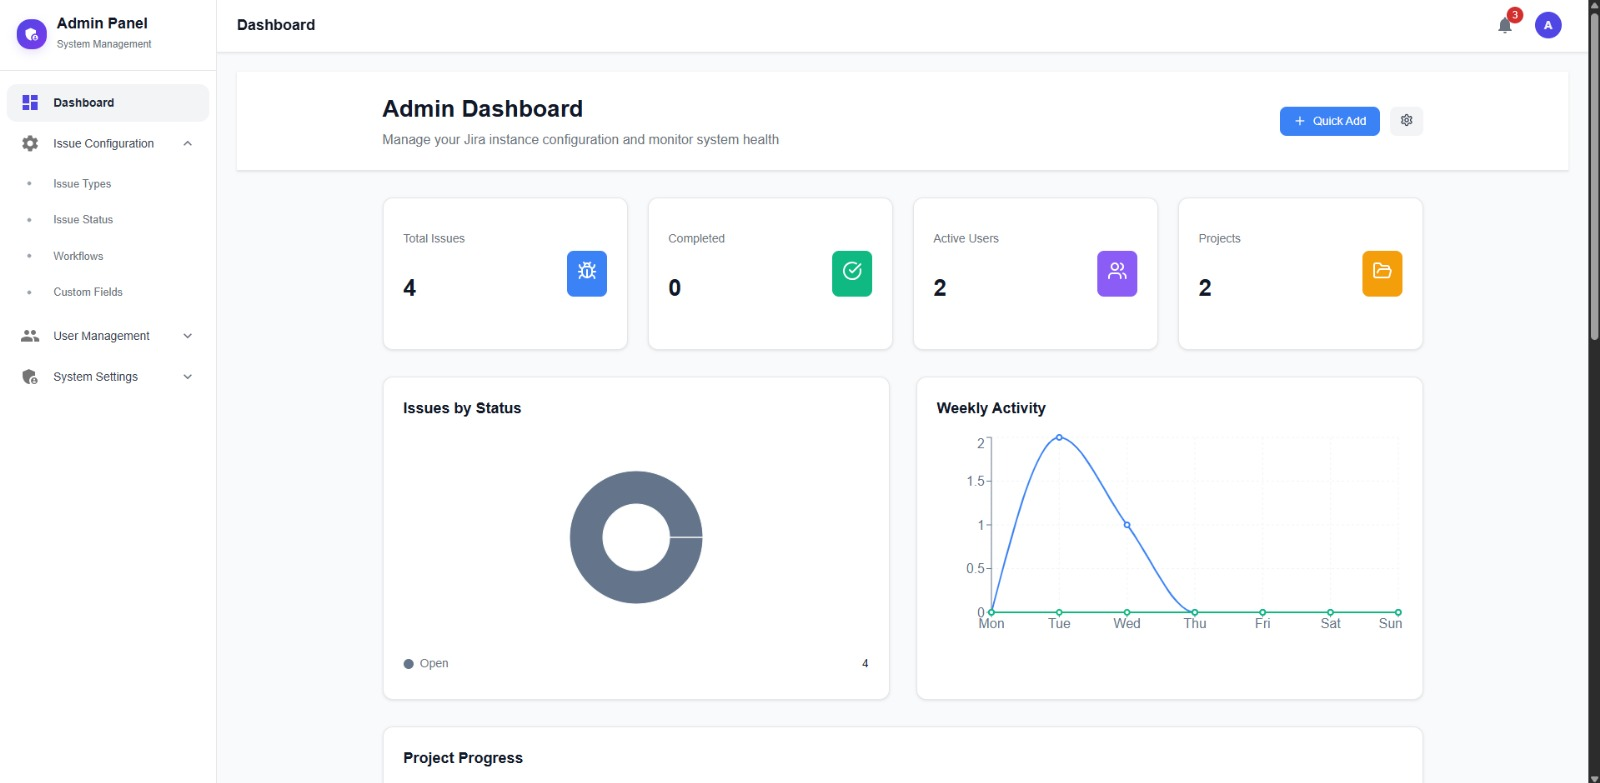 Admin Panel
System Management
Dashboard
Issue Configuration
Issue Types
Issue Status
Workflows
Custom Fields
User Management
System Settings
Dashboard
3
A
Admin Dashboard
Manage your Jira instance configuration and monitor system health
+ Quick Add
Total Issues
4
Completed
0
Active Users
2
Projects
2
Issues by Status
Open 4
Weekly Activity
2
1.5
1
0.5
0
Mon Tue Wed Thu Fri Sat Sun
Project Progress